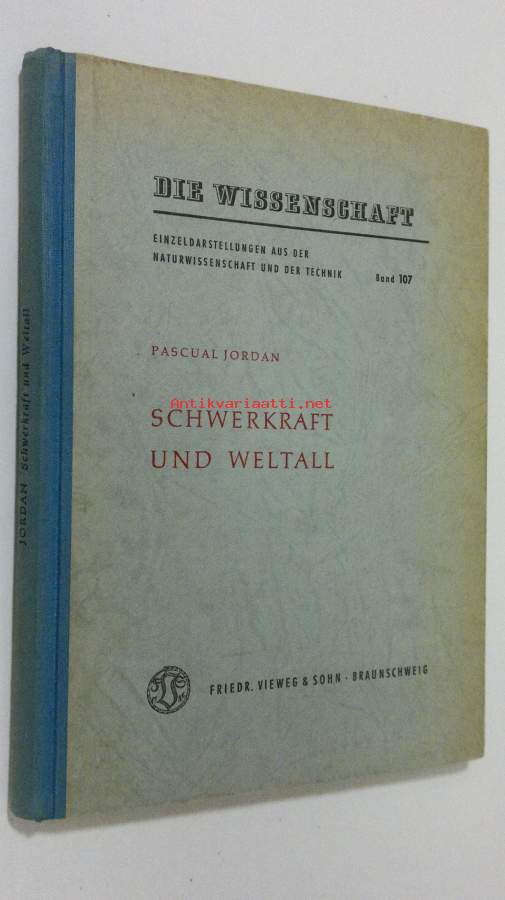 DIE WISSENSCHAFT
EINZELDARSTELLUNGEN AUS DER
NATURWISSENSCHAFT UND DER TECHNIK Band 107
PASCUAL JORDAN
Antikvariaatti.net
SCHWERKRAFT
UND WELTALL
FRIEDR. VIEWEG & SOHN · BRAUNSCHWEIG
JORDAN Schwerkraft und Weltall